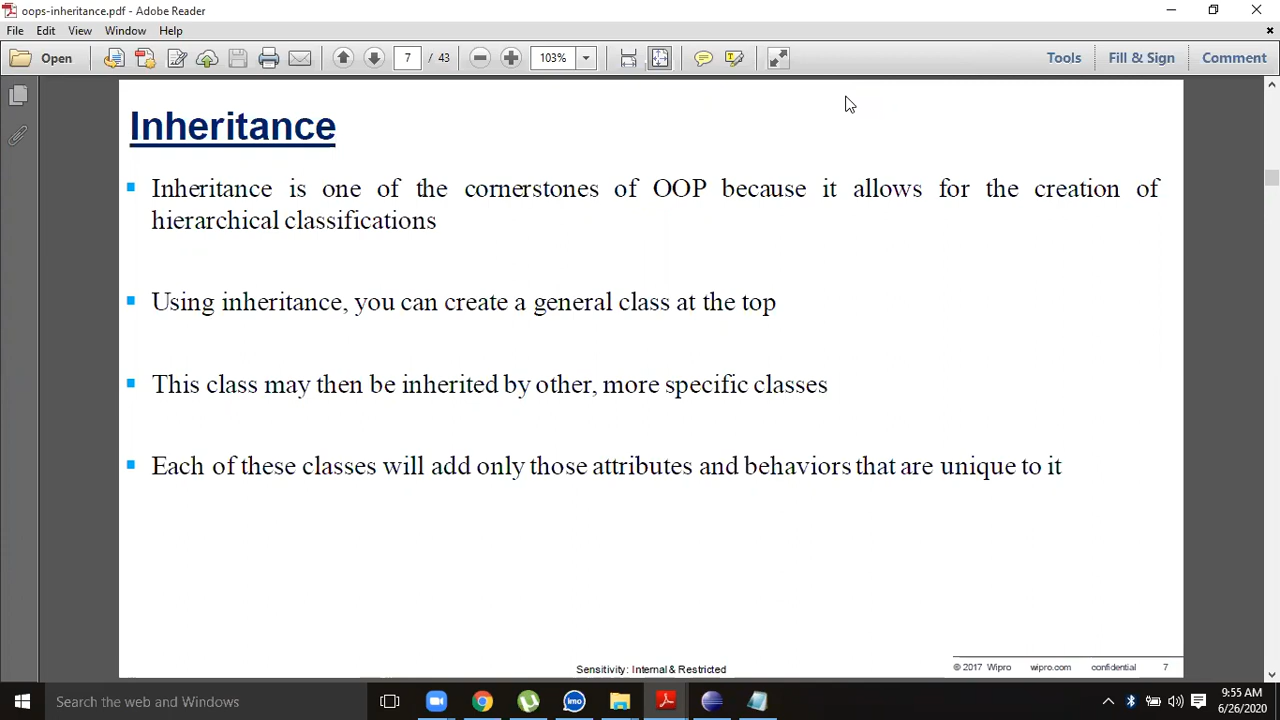 oops-inheritance.pdf - Adobe Reader
File Edit View Window Help
Open 7 / 43 103% Tools Fill & Sign Comment
Inheritance
Inheritance is one of the cornerstones of OOP because it allows for the creation of
hierarchical classifications
Using inheritance, you can create a general class at the top
This class may then be inherited by other, more specific classes
Each of these classes will add only those attributes and behaviors that are unique to it
Sensitivity: Internal & Restricted
© 2017 Wipro wipro.com confidential 7
Search the web and Windows
imo
9:55 AM
6/26/2020